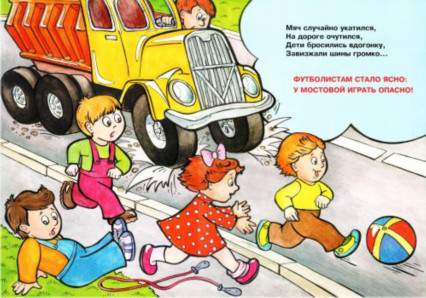 Мяч случайно укатился,
На дороге очутился,
Дети бросились вдогонку,
Завизжали шины громко...
ФУТБОЛИСТАМ СТАЛО ЯСНО:
У МОСТОВОЙ ИГРАТЬ ОПАСНО!